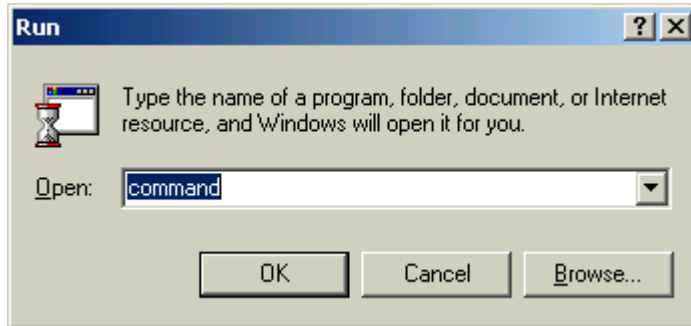 Run
Type the name of a program, folder, document, or Internet
resource, and Windows will open it for you.
Open: command
OK Cancel Browse...